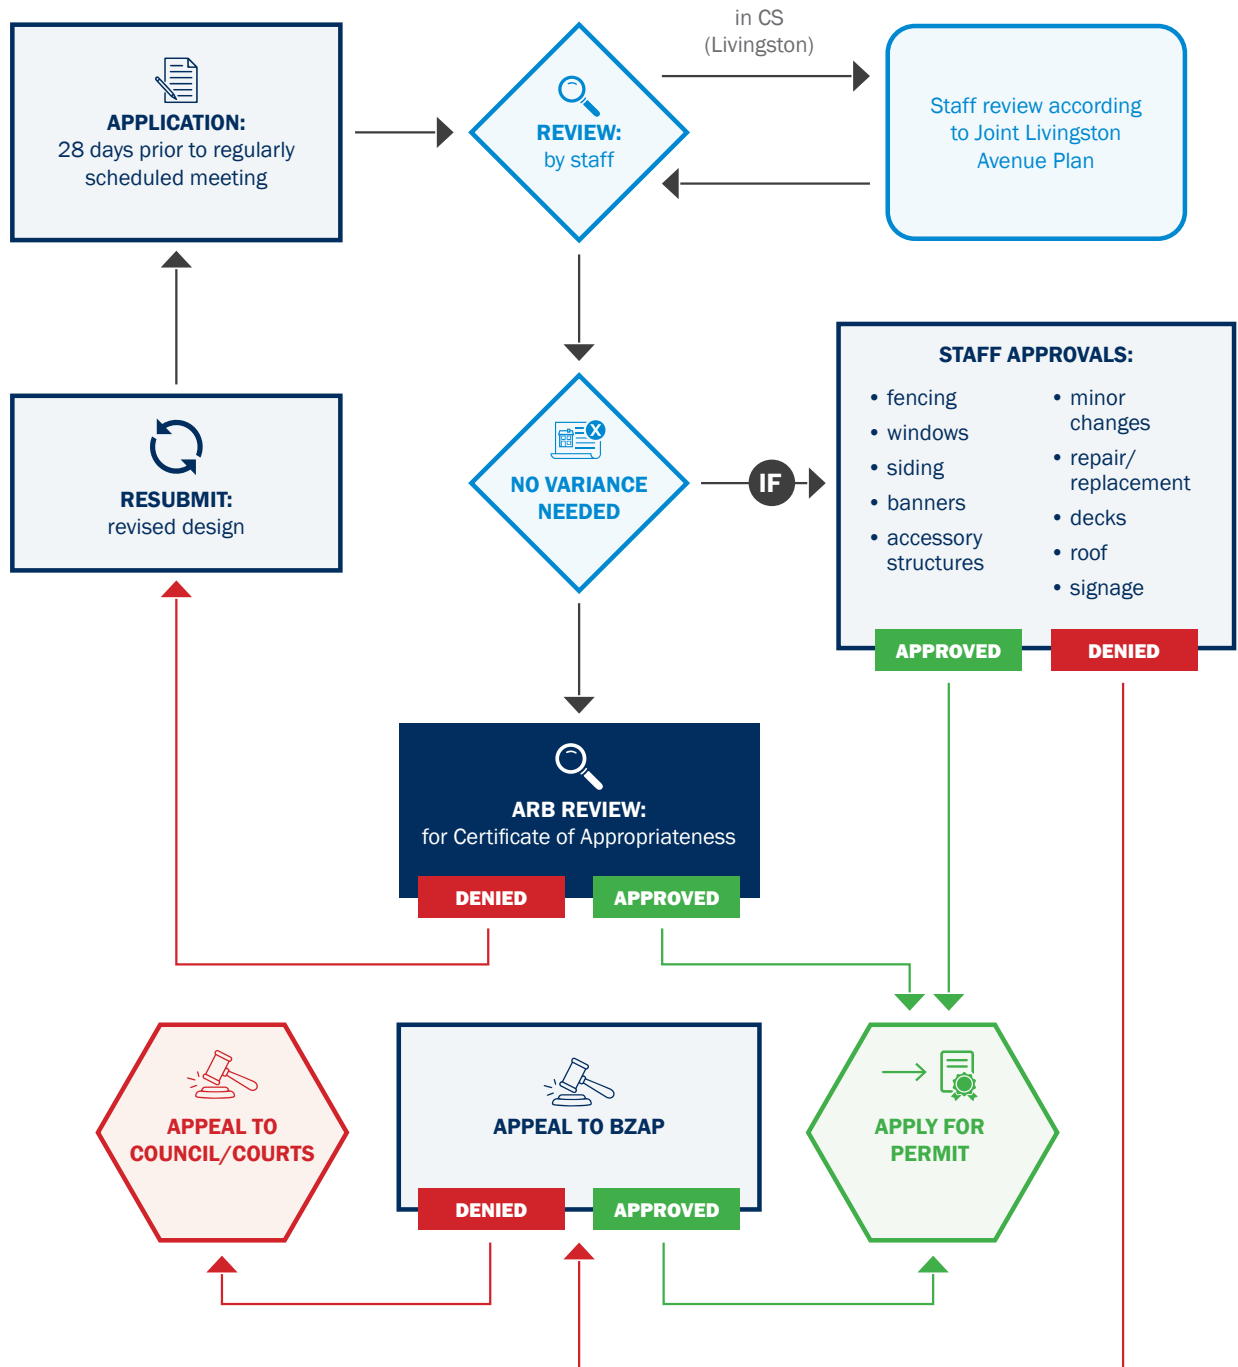 APPLICATION:
28 days prior to regularly
scheduled meeting
REVIEW:
by staff
in CS
(Livingston)
Staff review according
to Joint Livingston
Avenue Plan
RESUBMIT:
revised design
X
NO VARIANCE
NEEDED
IF
STAFF APPROVALS:
• fencing
• windows
• siding
• banners
• accessory
structures
• minor
changes
• repair/
replacement
• decks
• roof
• signage
APPROVED
DENIED
ARB REVIEW:
for Certificate of Appropriateness
DENIED
APPROVED
APPEAL TO
COUNCIL/COURTS
APPEAL TO BZAP
DENIED
APPROVED
APPLY FOR
PERMIT